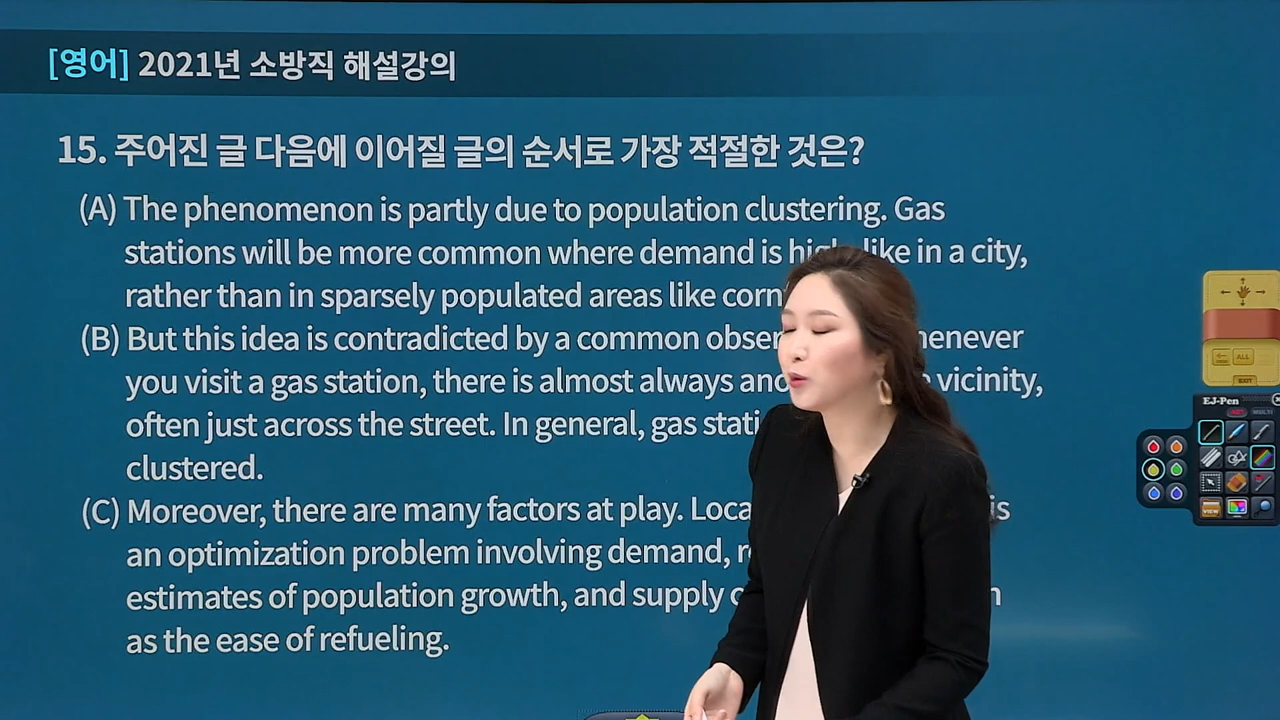 [영어] 2021년 소방직 해설강의
15. 주어진 글 다음에 이어질 글의 순서로 가장 적절한 것은?
(A) The phenomenon is partly due to population clustering. Gas
stations will be more common where demand is like in a city,
rather than in sparsely populated areas like
(B) But this idea is contradicted by a common
you visit a gas station, there is almost always vicinity,
often just across the street. In general, gas
clustered.
(C) Moreover, there are many factors at play. is
an optimization problem involving demand,
estimates of population growth, and supply
as the ease of refueling.
ALL
EXIT
EJ-Pen
MULTI
VIEW